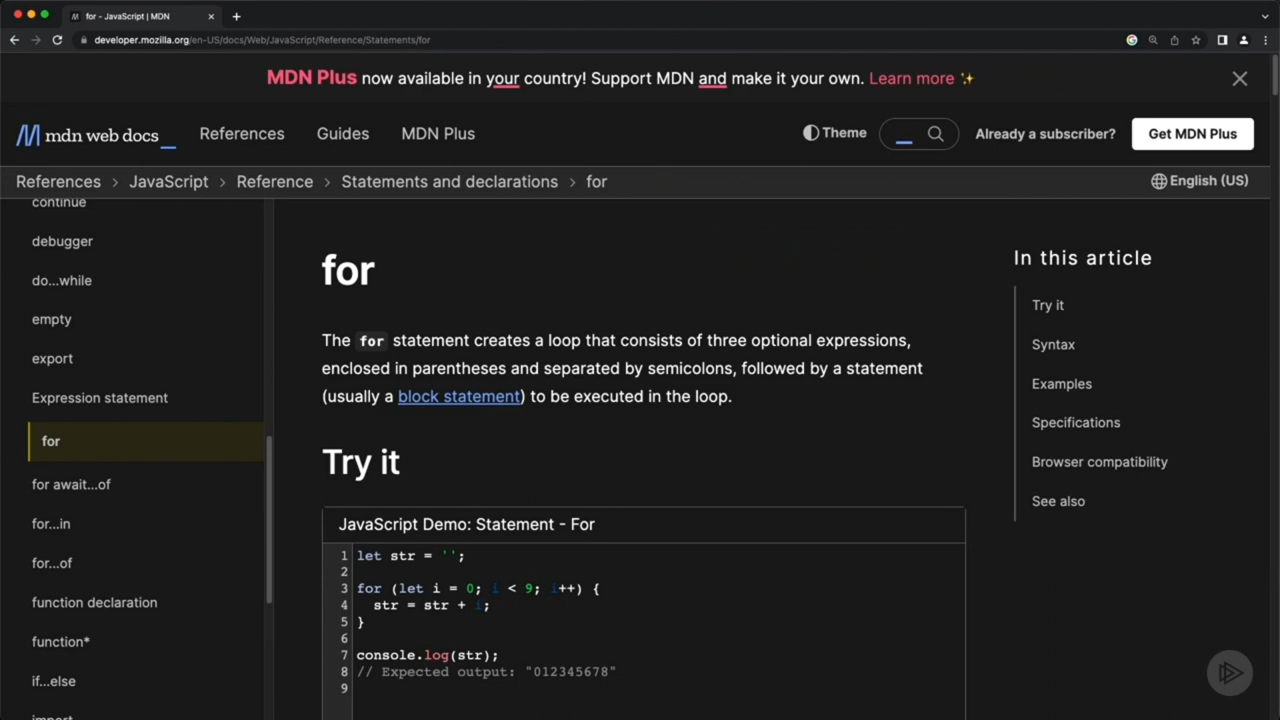 for - JavaScript | MDN
developer.mozilla.org/en-US/docs/Web/JavaScript/Reference/Statements/for
MDN Plus now available in your country! Support MDN and make it your own. Learn more ✨
mdn web docs_
References
Guides
MDN Plus
Theme
Already a subscriber?
Get MDN Plus
References > JavaScript > Reference > Statements and declarations > for
English (US)
continue
debugger
do...while
empty
export
Expression statement
for
for await...of
for...in
for...of
function declaration
function*
if...else
import
for
The for statement creates a loop that consists of three optional expressions,
enclosed in parentheses and separated by semicolons, followed by a statement
(usually a block statement) to be executed in the loop.
Try it
JavaScript Demo: Statement - For
1 let str = '';
2
3 for (let i = 0; i < 9; i++) {
4   str = str + i;
5 }
6
7 console.log(str);
8 // Expected output: "012345678"
9
In this article
Try it
Syntax
Examples
Specifications
Browser compatibility
See also